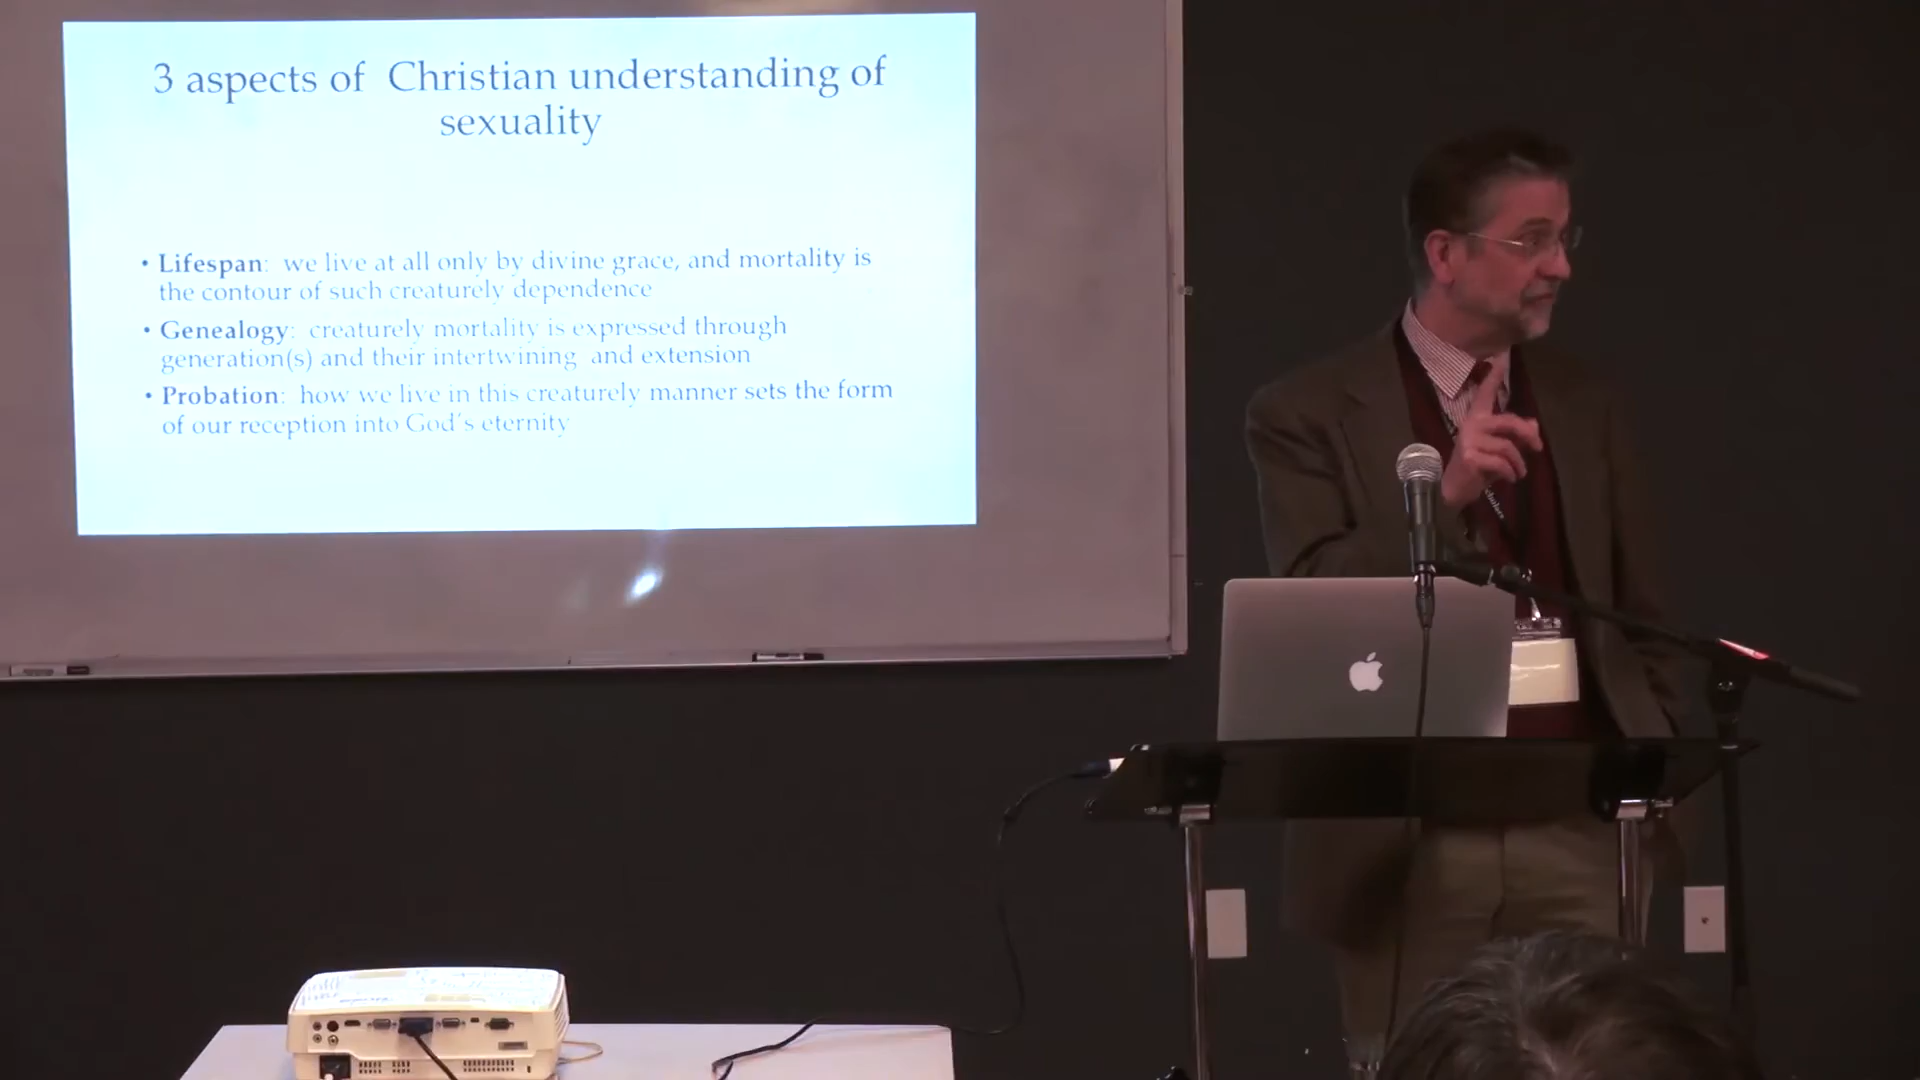 3 aspects of Christian understanding of
sexuality
• Lifespan: we live at all only by divine grace, and mortality is
the contour of such creaturely dependence
• Genealogy: creaturely mortality is expressed through
generation(s) and their intertwining and extension
• Probation: how we live in this creaturely manner sets the form
of our reception into God's eternity